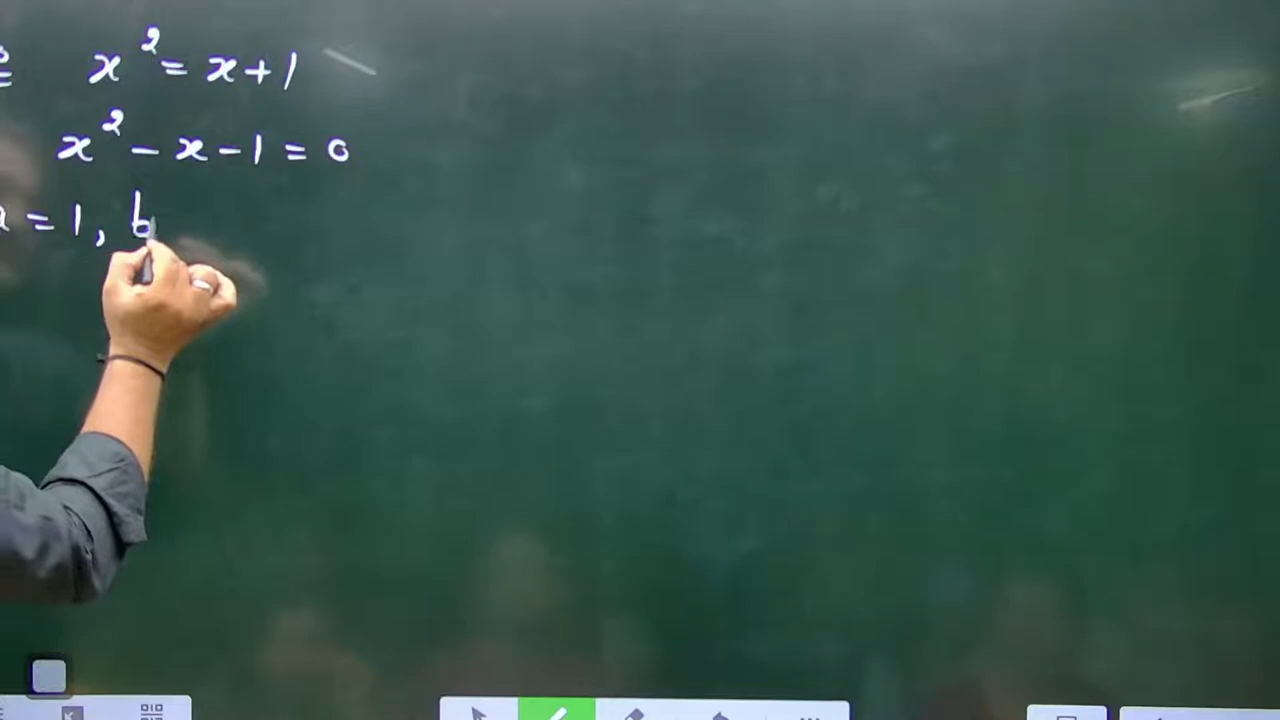 x² = x+1
x² - x - 1 = 0
= 1, b